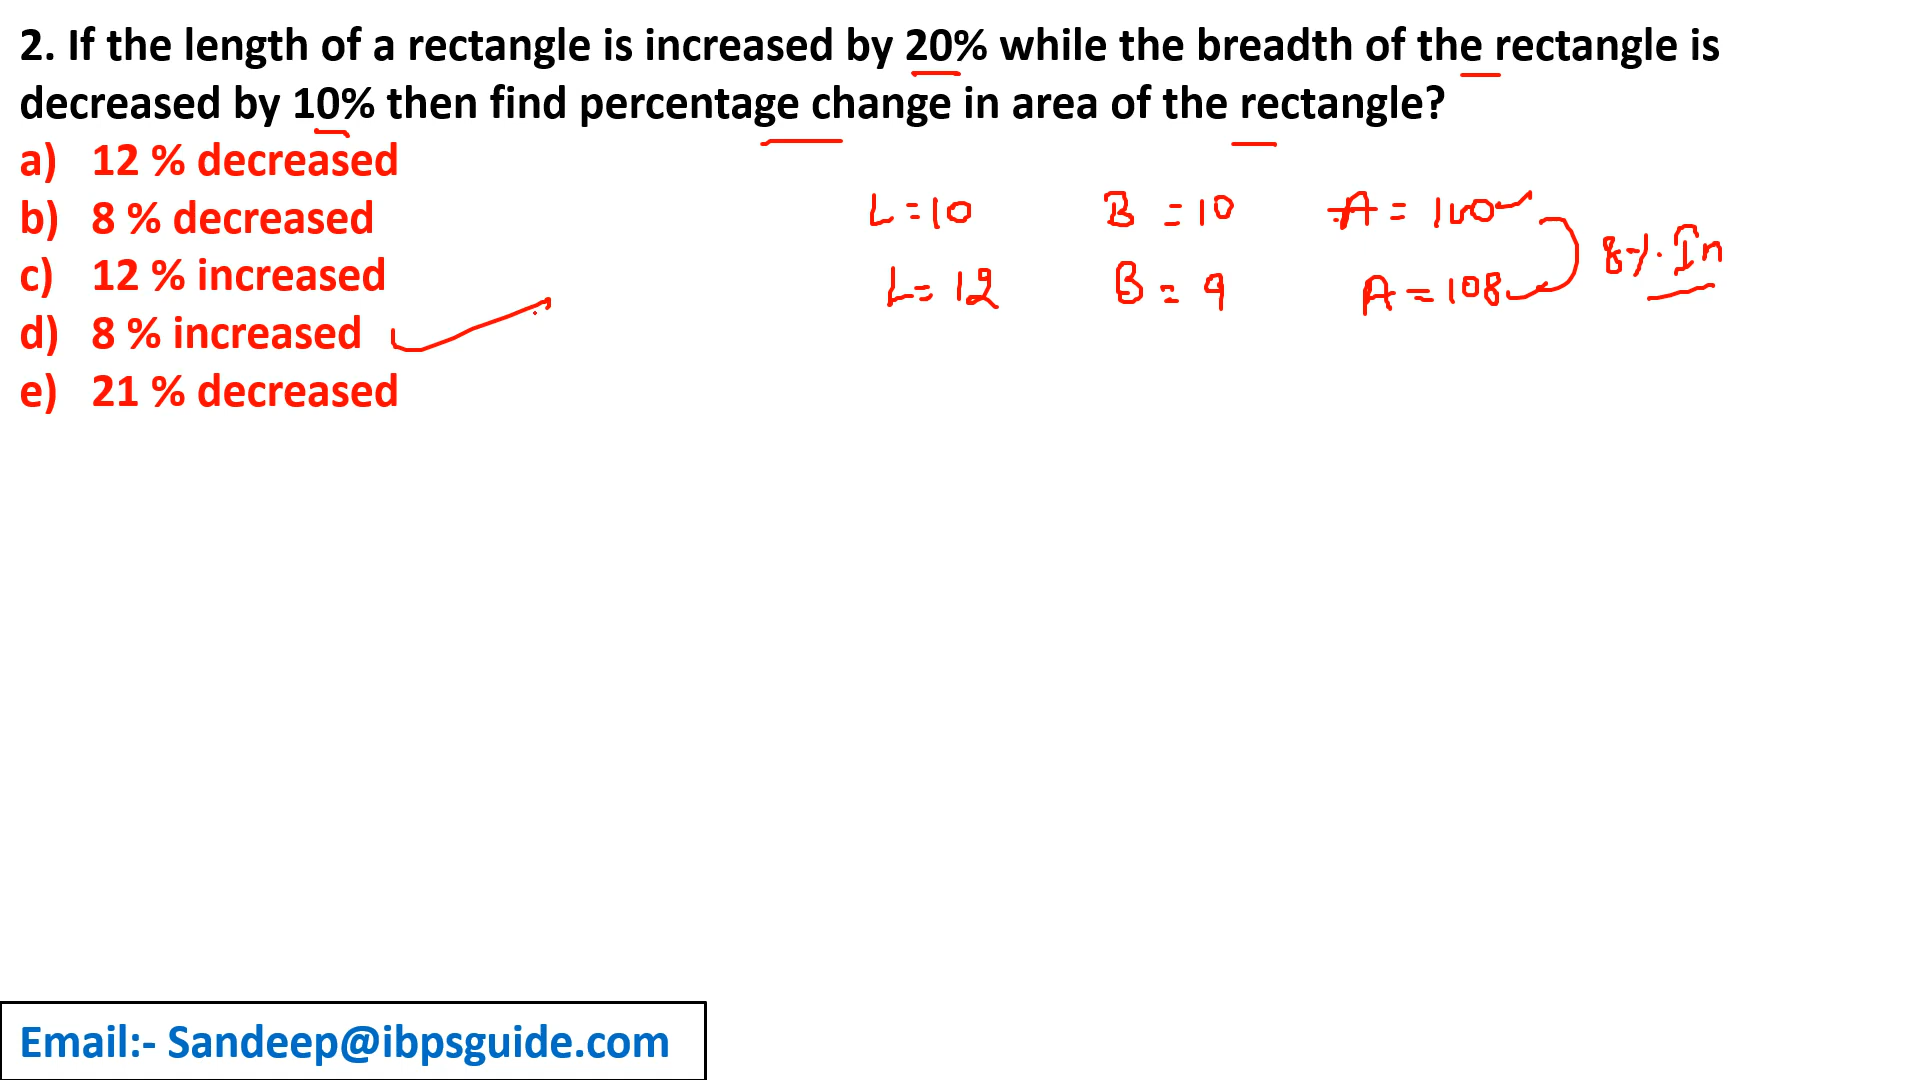 2. If the length of a rectangle is increased by 20% while the breadth of the rectangle is
decreased by 10% then find percentage change in area of the rectangle?
a) 12 % decreased
b) 8 % decreased
c) 12 % increased
d) 8 % increased
e) 21 % decreased
L=10 B=10 A=100
L=12 B=9 A=108
8%. In
Email:- Sandeep@ibpsguide.com